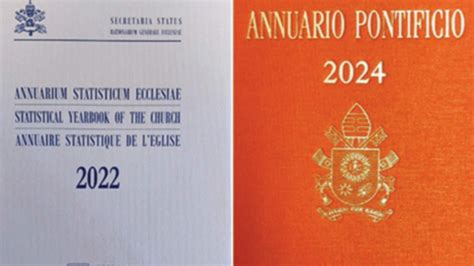 SECRETARIA STATUS
RATIONARIUM GENERALE ECCLESIAE
ANNUARIUM STATISTICUM ECCLESIAE
STATISTICAL YEARBOOK OF THE CHURCH
ANNUAIRE STATISTIQUE DE L'EGLISE
2022
ANNUARIO PONTIFICIO
2024